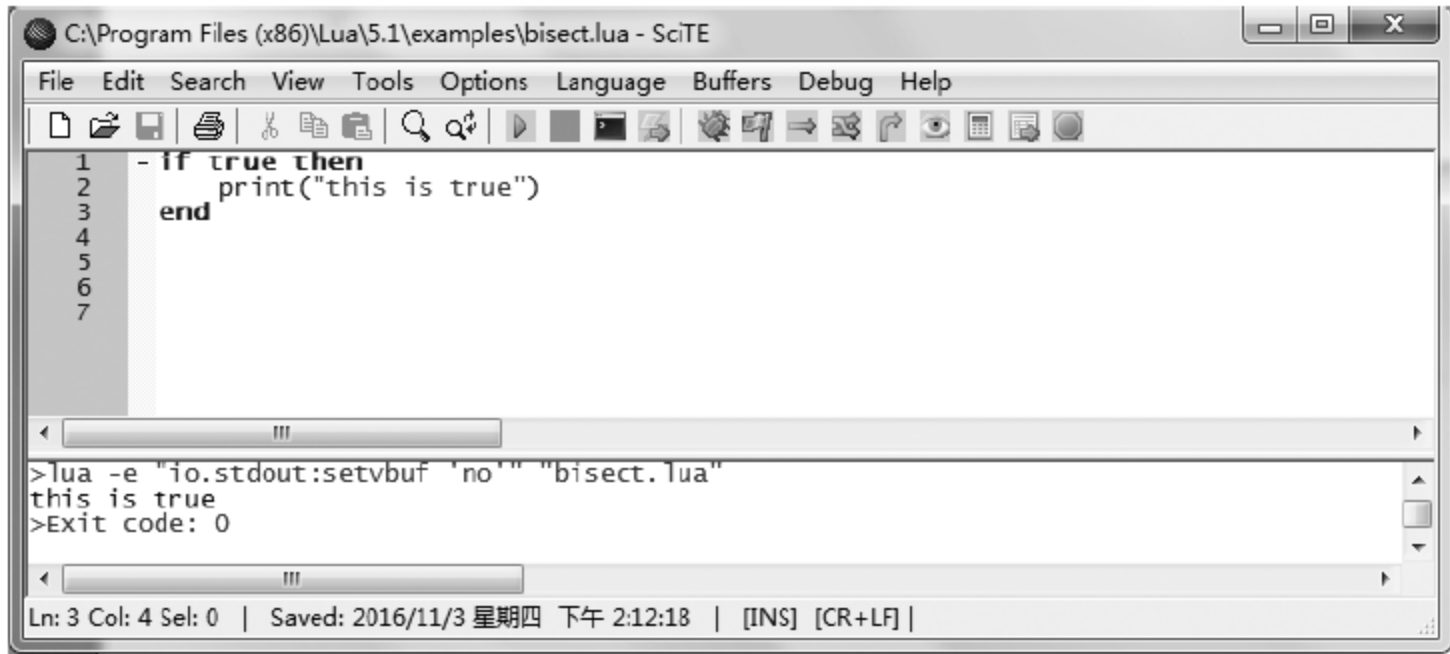 C:\Program Files (x86)\Lua\5.1\examples\bisect.lua - SciTE
File Edit Search View Tools Options Language Buffers Debug Help
1 - if true then
2 print("this is true")
3 end
4
5
6
7
>lua -e "io.stdout:setvbuf 'no'" "bisect.lua"
this is true
>Exit code: 0
Ln: 3 Col: 4 Sel: 0 | Saved: 2016/11/3 星期四 下午 2:12:18 | [INS] [CR+LF] |